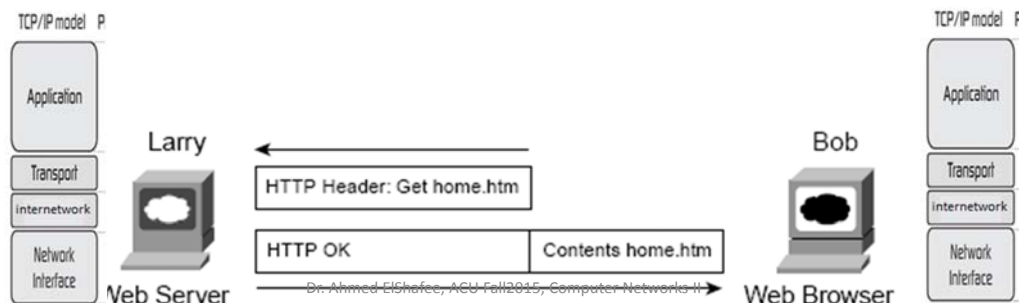 TCP/IP model P
Application
Transport
internetwork
Network
Interface
Larry
HTTP Header: Get home.htm
HTTP OK
Contents home.htm
Web Server
Dr. Ahmed ElShafee, ACU Fall2015, Computer Networks II
Bob
Web Browser
TCP/IP model
Application
Transport
internetwork
Network
Interface